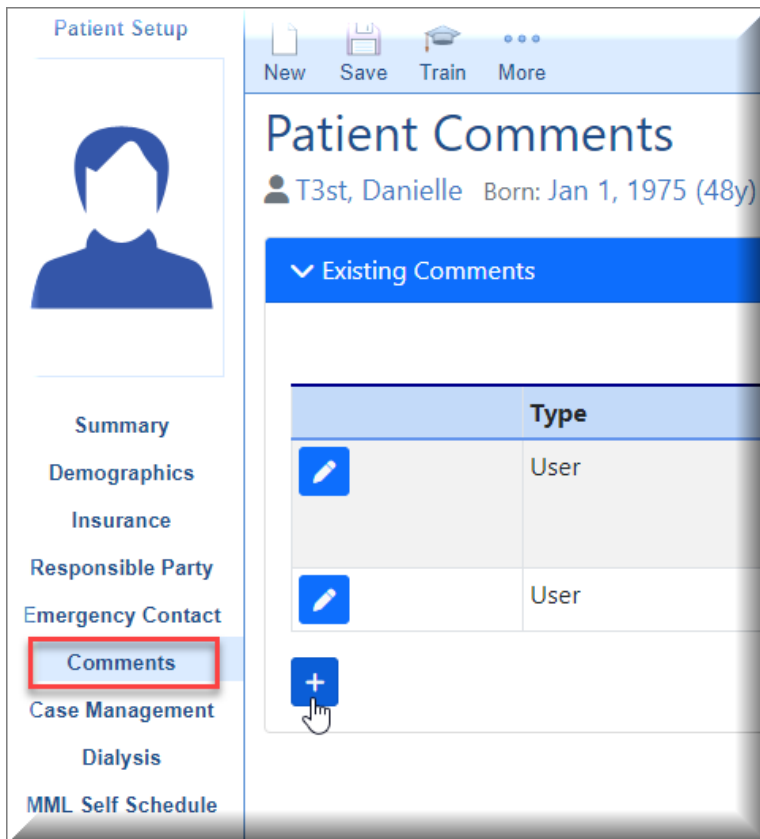 Patient Setup
New Save Train More
Patient Comments
T3st, Danielle Born: Jan 1, 1975 (48y)
Existing Comments
Type
User
User
Summary
Demographics
Insurance
Responsible Party
Emergency Contact
Comments
Case Management
Dialysis
MML Self Schedule